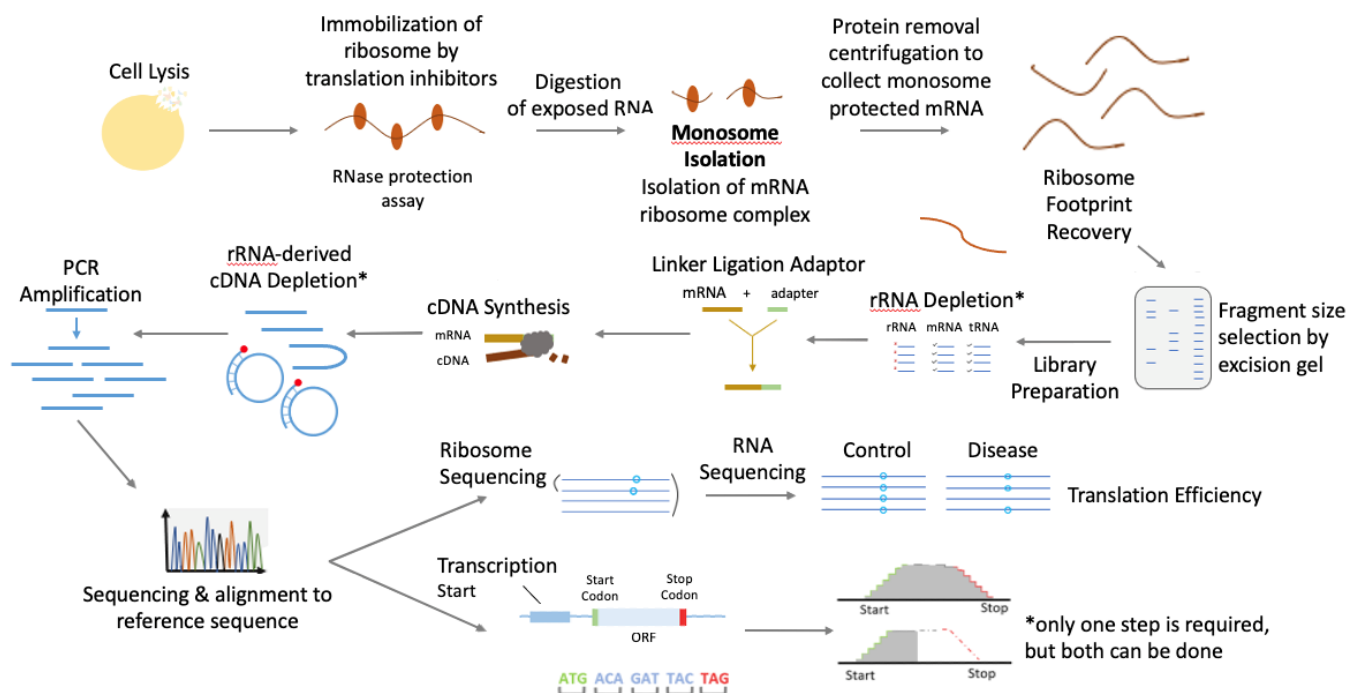 Cell Lysis
Immobilization of
ribosome by
translation inhibitors
RNase protection
assay
Digestion
of exposed RNA
Monosome
Isolation
Isolation of mRNA
ribosome complex
Protein removal
centrifugation to
collect monosome
protected mRNA
Ribosome
Footprint
Recovery
Fragment size
selection by
excision gel
Library
Preparation
rRNA Depletion*
rRNA mRNA tRNA
Linker Ligation Adaptor
mRNA + adapter
cDNA Synthesis
mRNA
cDNA
rRNA-derived
cDNA Depletion*
PCR
Amplification
Sequencing & alignment to
reference sequence
Ribosome
Sequencing
RNA
Sequencing
Control
Disease
Translation Efficiency
Transcription
Start
Start
Codon
Stop
Codon
ORF
ATG ACA GAT TAC TAG
Start
Stop
Start
Stop
*only one step is required,
but both can be done